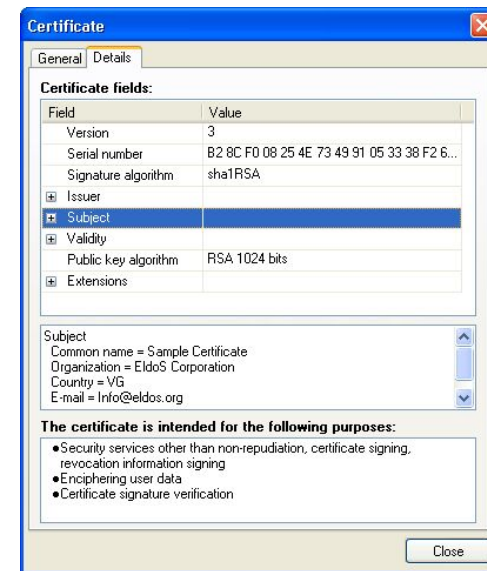 Certificate
General Details
Certificate fields:
Field Value
Version 3
Serial number B2 8C F0 08 25 4E 73 49 91 05 33 38 F2 6...
Signature algorithm sha1RSA
Issuer
Subject
Validity
Public key algorithm RSA 1024 bits
Extensions
Subject
Common name = Sample Certificate
Organization = EldoS Corporation
Country = VG
E-mail = Info@eldos.org
The certificate is intended for the following purposes:
●Security services other than non-repudiation, certificate signing,
revocation information signing
●Enciphering user data
●Certificate signature verification
Close